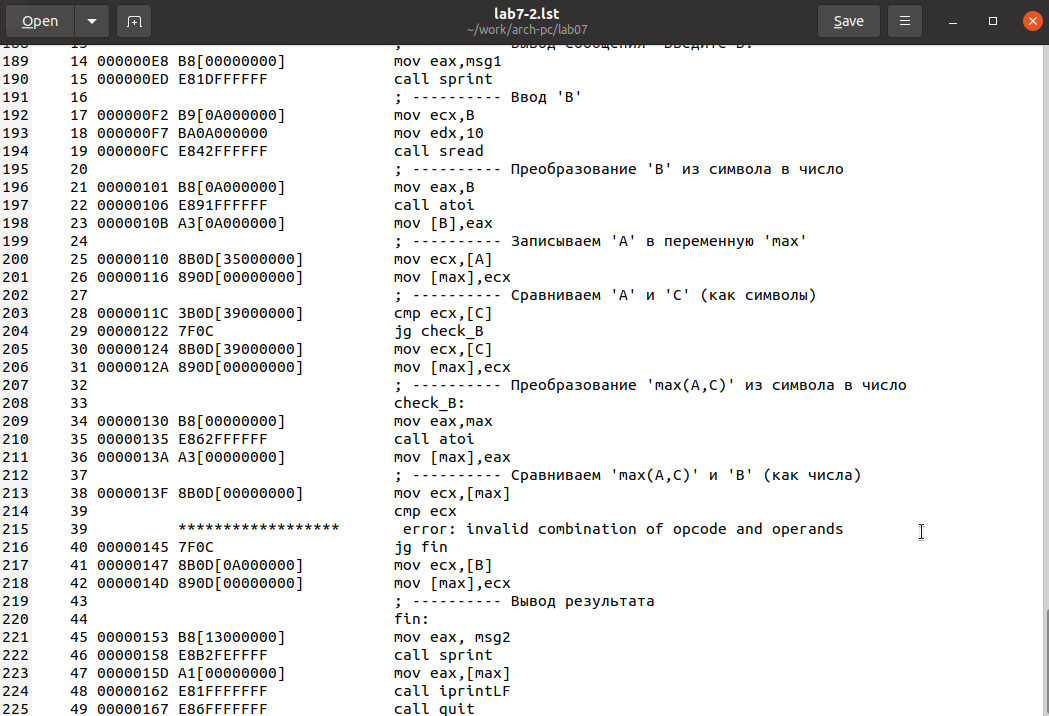 Open
lab7-2.lst
~/work/arch-pc/lab07
Save
189 14 000000E8 B8[00000000] mov eax,msg1
190 15 000000ED E81DFFFFFF call sprint
191 16 ; ---------- Ввод 'B'
192 17 000000F2 B9[0A000000] mov ecx,B
193 18 000000F7 BA0A000000 mov edx,10
194 19 000000FC E842FFFFFF call sread
195 20 ; ---------- Преобразование 'B' из символа в число
196 21 00000101 B8[0A000000] mov eax,B
197 22 00000106 E891FFFFFF call atoi
198 23 0000010B A3[0A000000] mov [B],eax
199 24 ; ---------- Записываем 'A' в переменную 'max'
200 25 00000110 8B0D[35000000] mov ecx,[A]
201 26 00000116 890D[00000000] mov [max],ecx
202 27 ; ---------- Сравниваем 'A' и 'C' (как символы)
203 28 0000011C 3B0D[39000000] cmp ecx,[C]
204 29 00000122 7F0C jg check_B
205 30 00000124 8B0D[39000000] mov ecx,[C]
206 31 0000012A 890D[00000000] mov [max],ecx
207 32 ; ---------- Преобразование 'max(A,C)' из символа в число
208 33 check_B:
209 34 00000130 B8[00000000] mov eax,max
210 35 00000135 E862FFFFFF call atoi
211 36 0000013A A3[00000000] mov [max],eax
212 37 ; ---------- Сравниваем 'max(A,C)' и 'B' (как числа)
213 38 0000013F 8B0D[00000000] mov ecx,[max]
214 39 cmp ecx
215 39 ****************** error: invalid combination of opcode and operands
216 40 00000145 7F0C jg fin
217 41 00000147 8B0D[0A000000] mov ecx,[B]
218 42 0000014D 890D[00000000] mov [max],ecx
219 43 ; ---------- Вывод результата
220 44 fin:
221 45 00000153 B8[13000000] mov eax, msg2
222 46 00000158 E8B2FEFFFF call sprint
223 47 0000015D A1[00000000] mov eax,[max]
224 48 00000162 E81FFFFFFF call iprintLF
225 49 00000167 E86FFFFFFF call quit